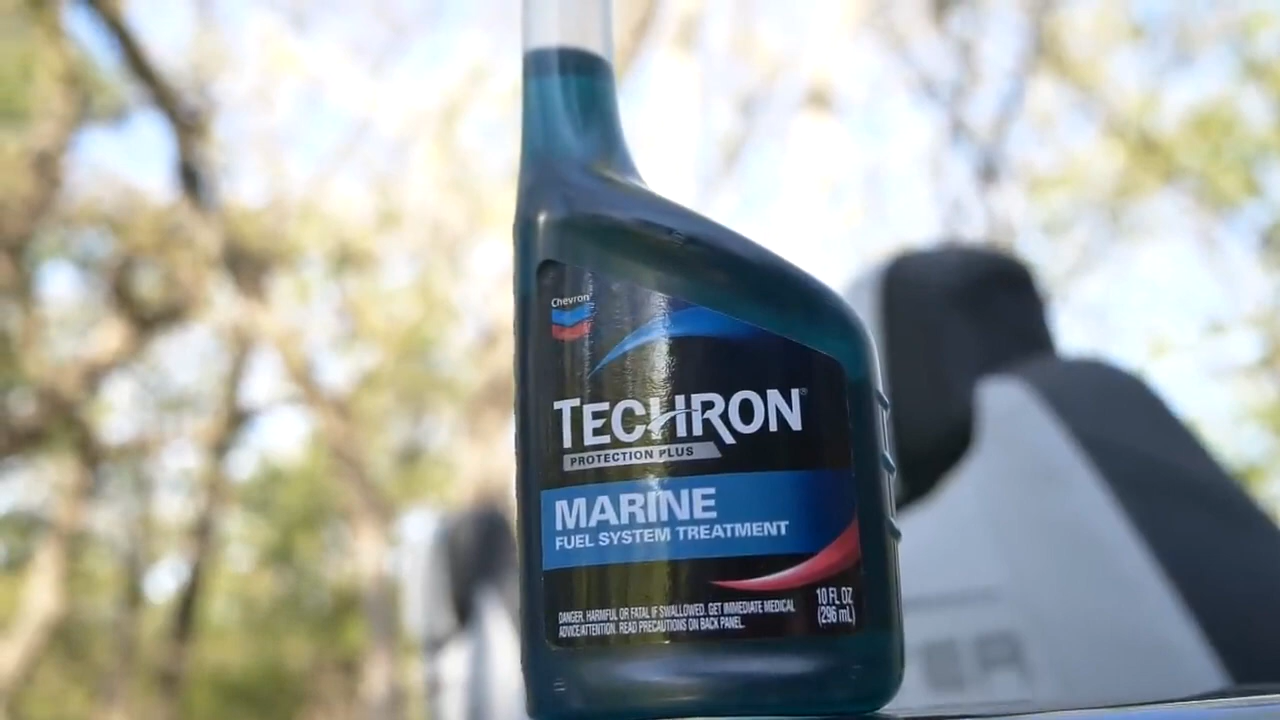 Chevron
TECHRON®
PROTECTION PLUS
MARINE
FUEL SYSTEM TREATMENT
DANGER. HARMFUL OR FATAL IF SWALLOWED. GET IMMEDIATE MEDICAL
ADVICE/ATTENTION. READ PRECAUTIONS ON BACK PANEL.
10 FL OZ
(296 mL)
ER